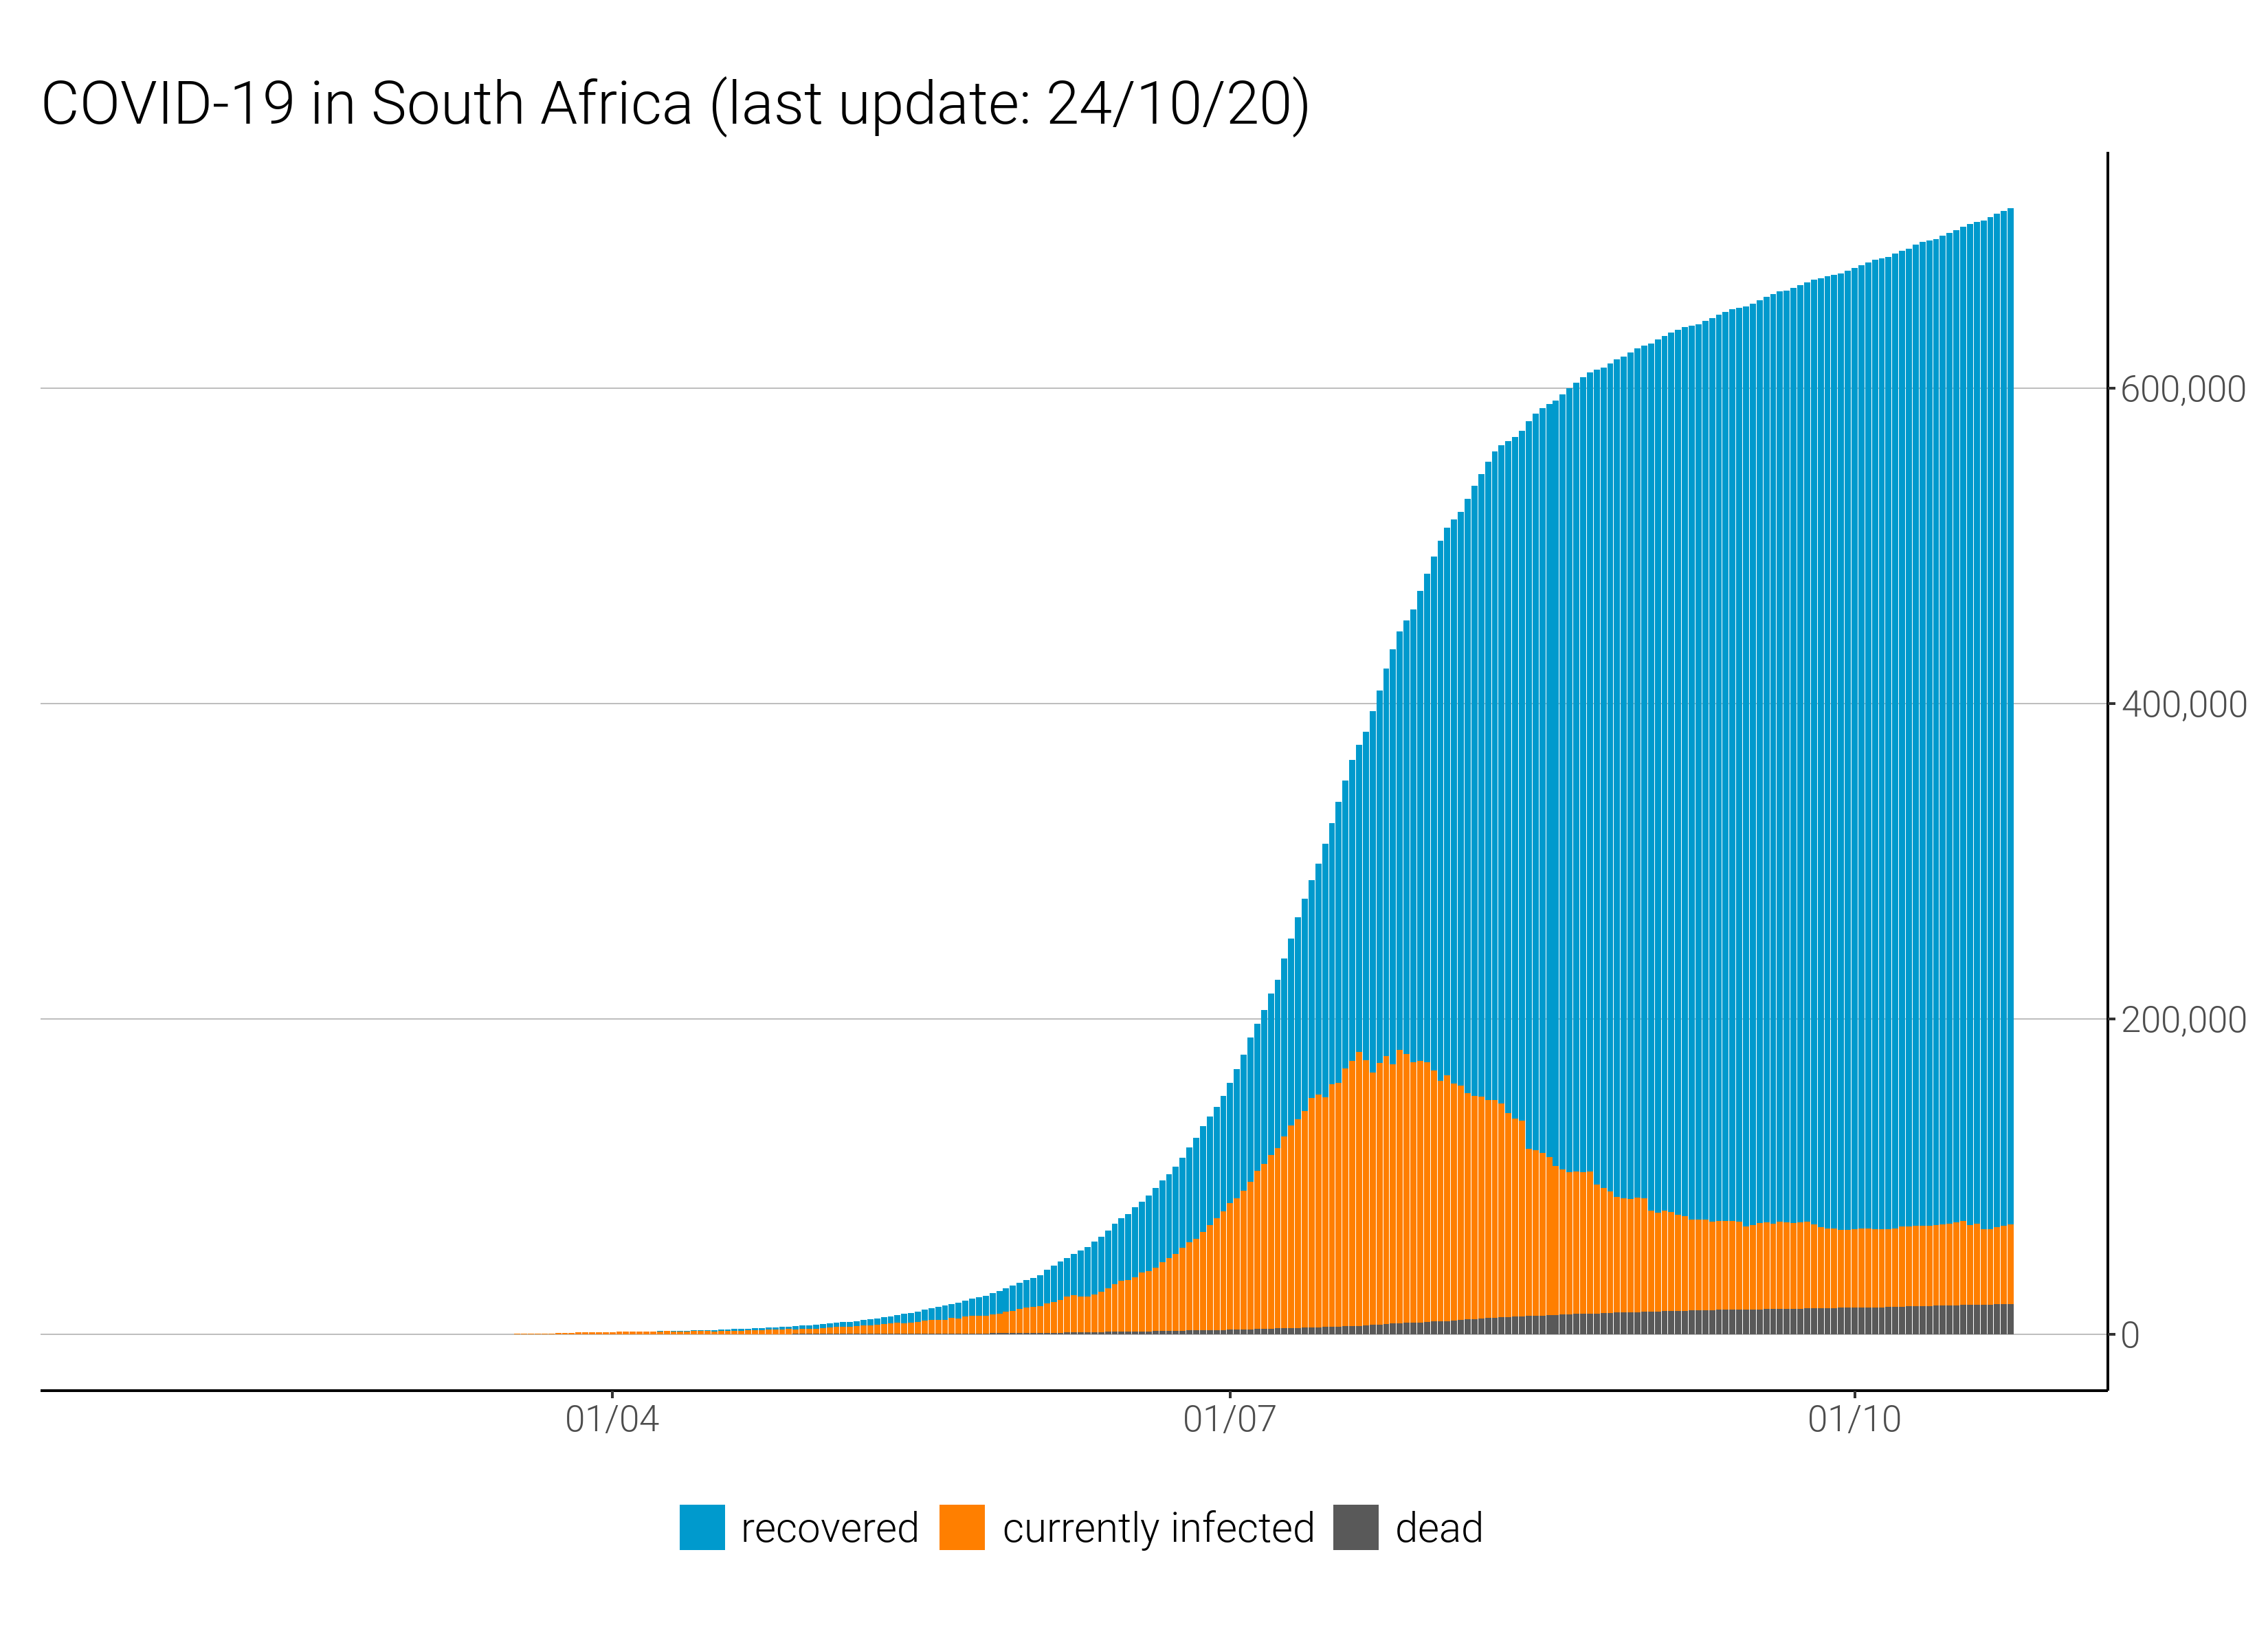 COVID-19 in South Africa (last update: 24/10/20)
600,000
400,000
200,000
0
01/04 01/07 01/10
recovered currently infected dead